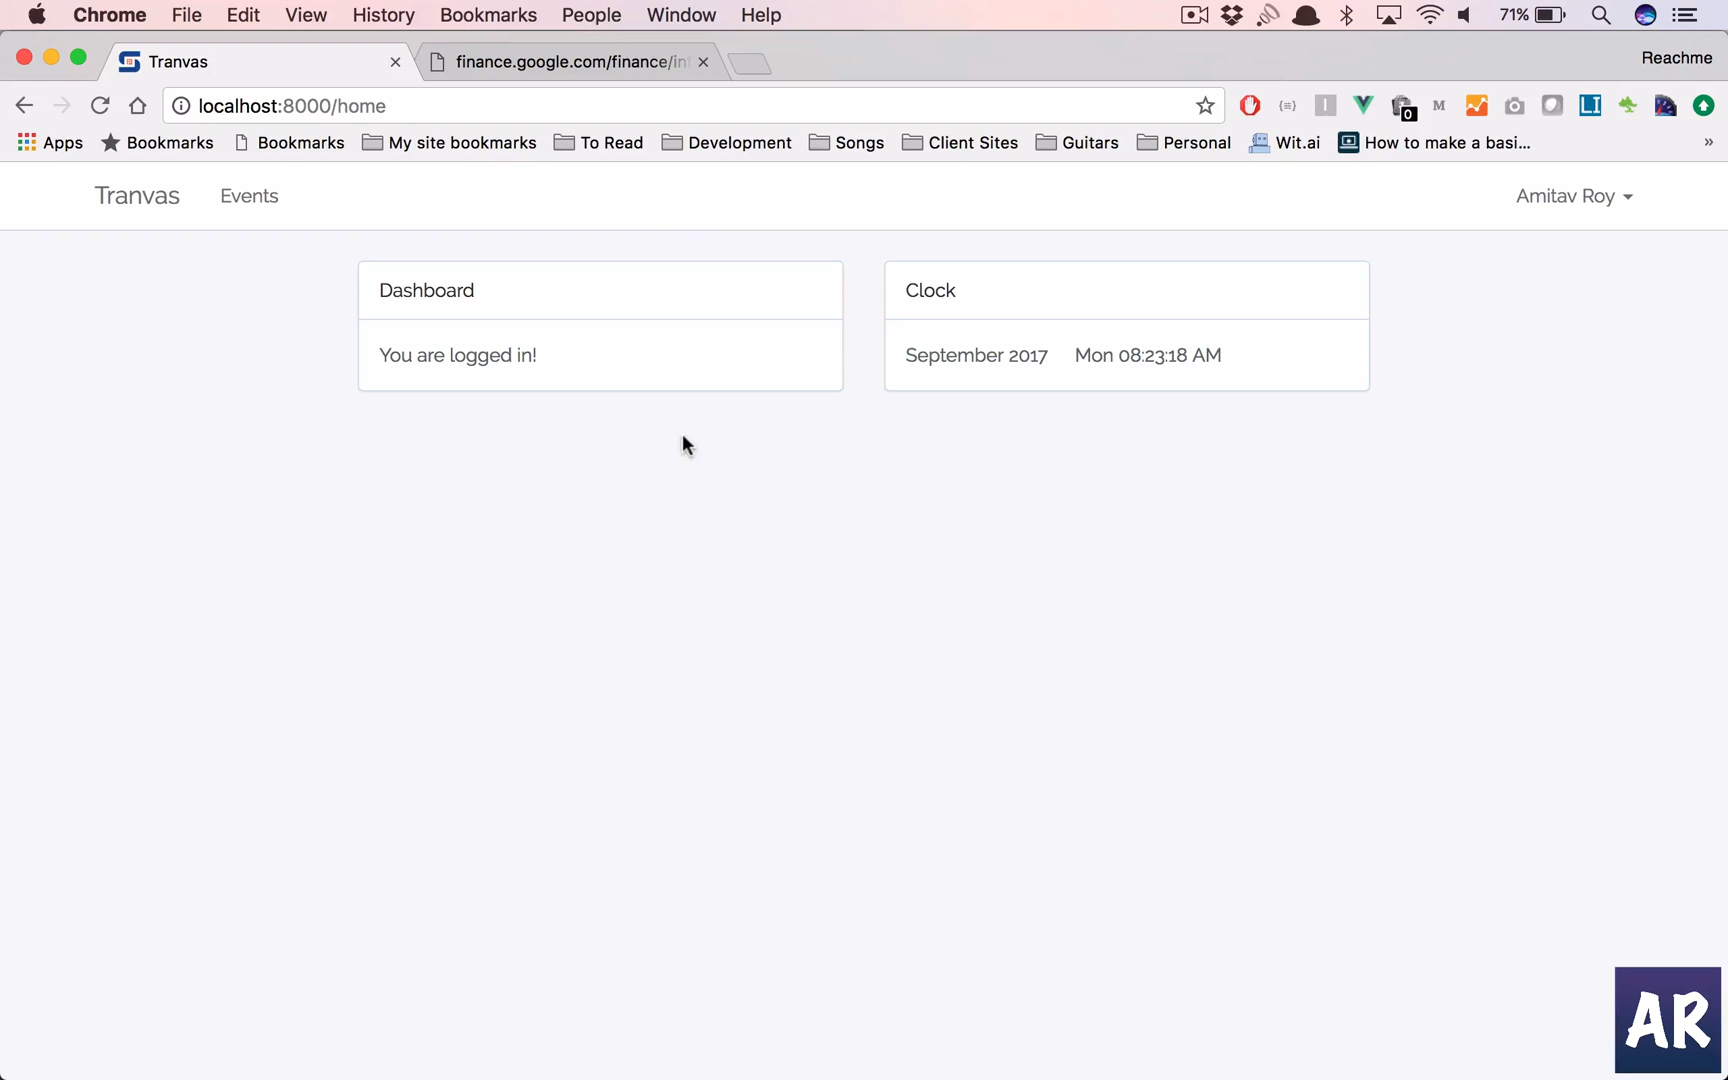 Chrome File Edit View History Bookmarks People Window Help 71%
Tranvas finance.google.com/finance/in Reachme
localhost:8000/home
0 M LI
Apps Bookmarks Bookmarks My site bookmarks To Read Development Songs Client Sites Guitars Personal Wit.ai How to make a basi... »
Tranvas Events Amitav Roy
Dashboard Clock
You are logged in! September 2017 Mon 08:23:18 AM
AR